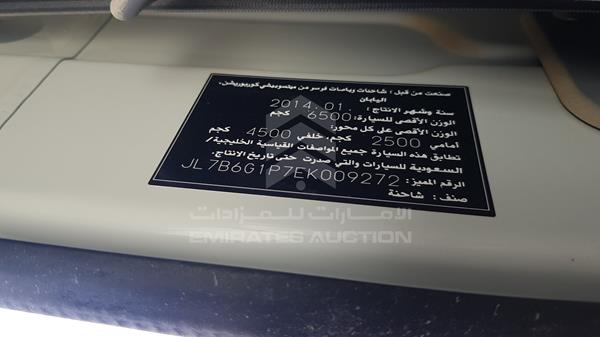 صنعت من قبل : شاحنات وباصات فوسو من ميتسوبيشي كوربوريشن.
اليابان
سنة وشهر الانتاج : 2014.01.
الوزن الأقصى للسيارة: 6500 كجم
الوزن الأقصى على كل محور:
أمامي 2500 كجم. خلفي 4500 كجم
تطابق هذه السيارة جميع المواصفات القياسية الخليجية/
السعودية للسيارات والتي صدرت حتى تاريخ الانتاج.
الرقم المميز: JL7B6G1P7EK009272
صنف : شاحنة
الإمارات للمزادات
EMIRATES AUCTION